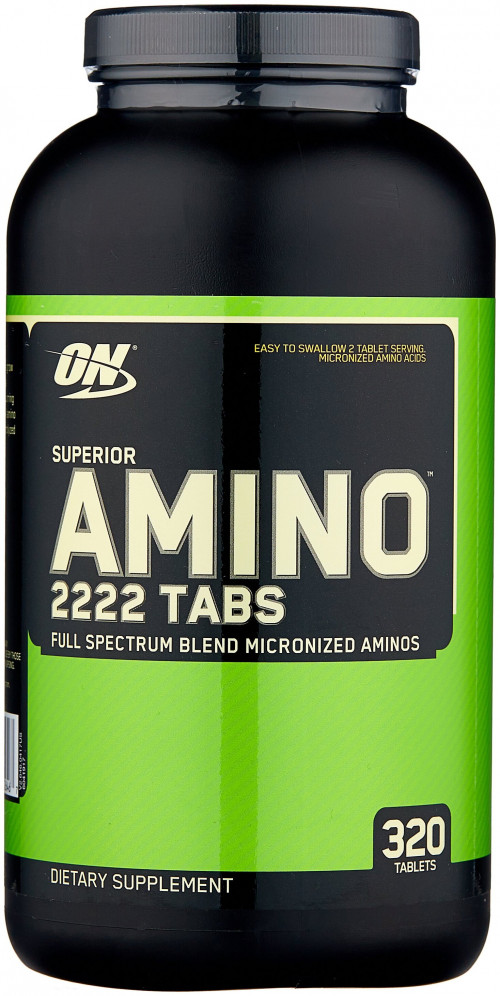 ON®
EASY TO SWALLOW 2 TABLET SERVING.
MICRONIZED AMINO ACIDS
SUPERIOR
AMINO™
2222 TABS
FULL SPECTRUM BLEND MICRONIZED AMINOS
320
TABLETS
DIETARY SUPPLEMENT